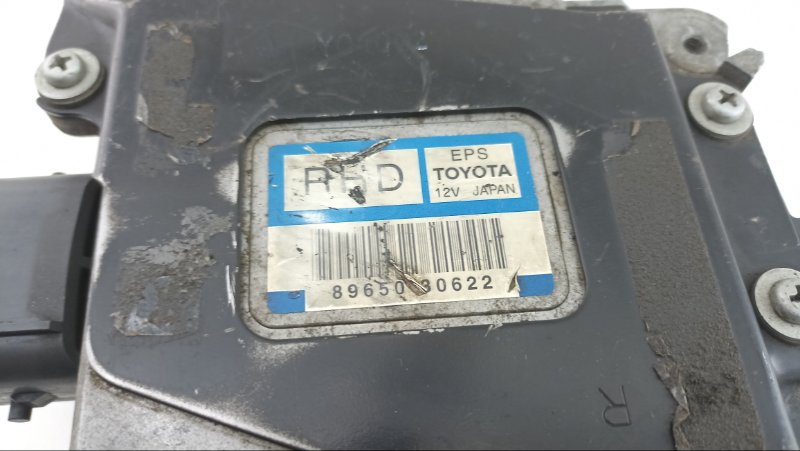 RHD
EPS
TOYOTA
12V JAPAN
89650-30622
R